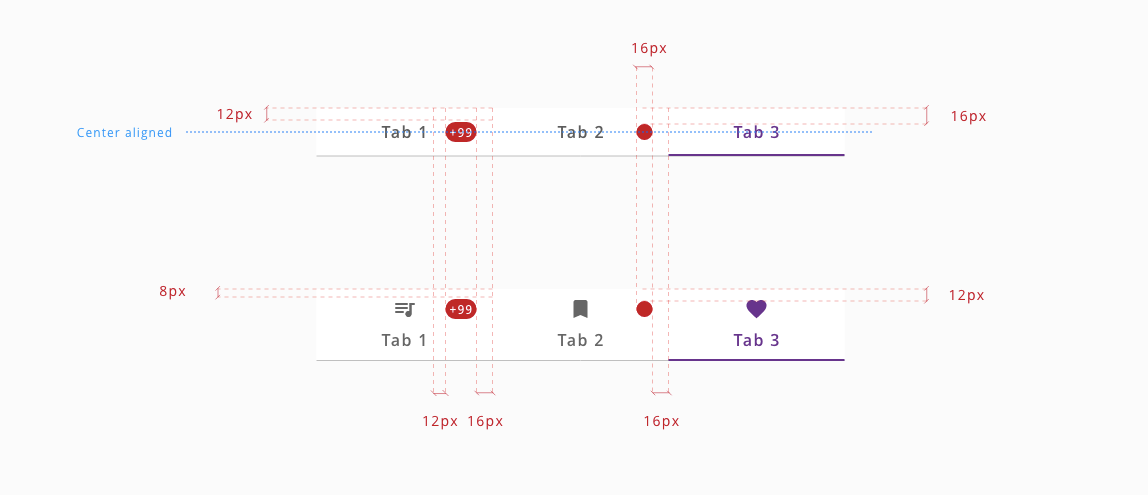 16px
12px
16px
Center aligned
Tab 1
+99
Tab 2
Tab 3
8px
12px
+99
Tab 1
Tab 2
Tab 3
12px
16px
16px